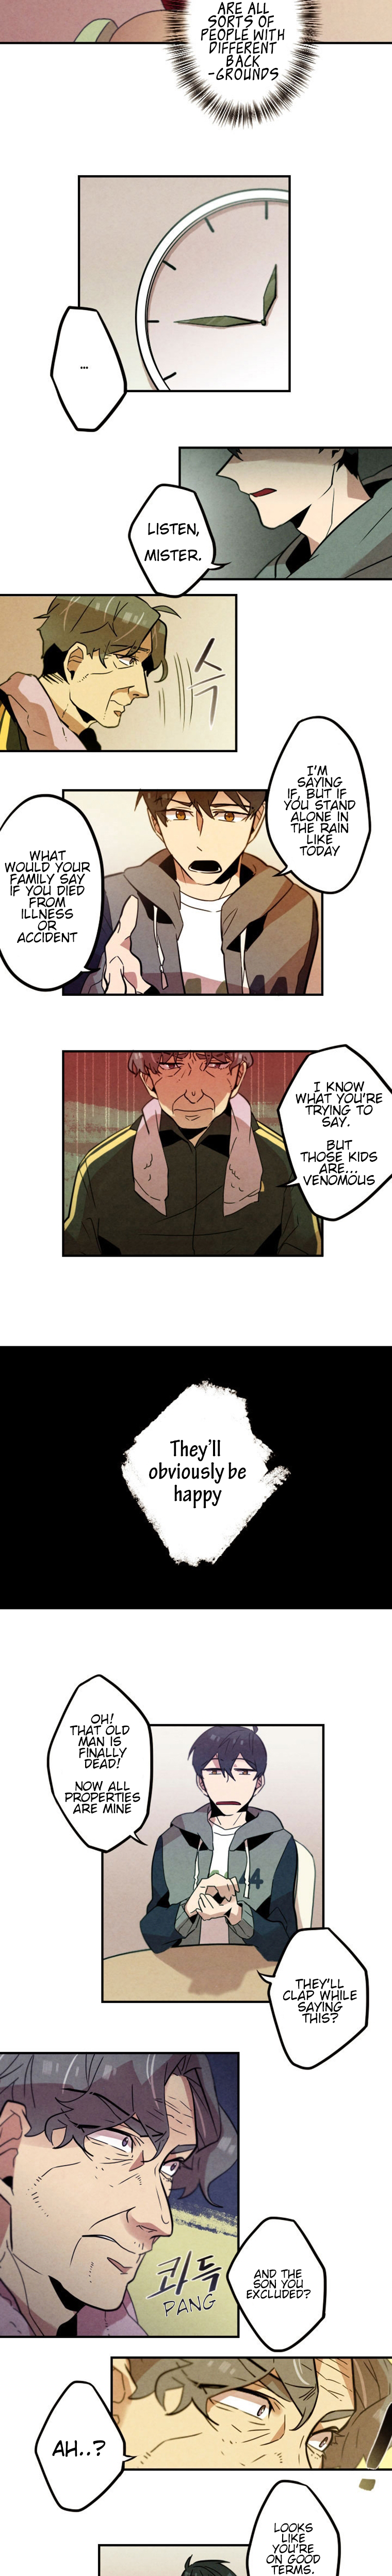 ARE ALL
SORTS OF
PEOPLE WITH
DIFFERENT
BACK
-GROUNDS
...
LISTEN,
MISTER.
스
I'M
SAYING
IF, BUT IF
YOU STAND
ALONE IN
THE RAIN
LIKE
TODAY
WHAT
WOULD YOUR
FAMILY SAY
IF YOU DIED
FROM
ILLNESS
OR
ACCIDENT
I KNOW
WHAT YOU'RE
TRYING TO
SAY.
BUT
THOSE KIDS
ARE...
VENOMOUS
They'll
obviously be
happy
OH!
THAT OLD
MAN IS
FINALLY
DEAD!
NOW ALL
PROPERTIES
ARE MINE
44
THEY'LL
CLAP WHILE
SAYING
THIS?
콰득
PANG
AND THE
SON YOU
EXCLUDED?
AH..?
LOOKS
LIKE
YOU'RE
ON GOOD
TERMS.